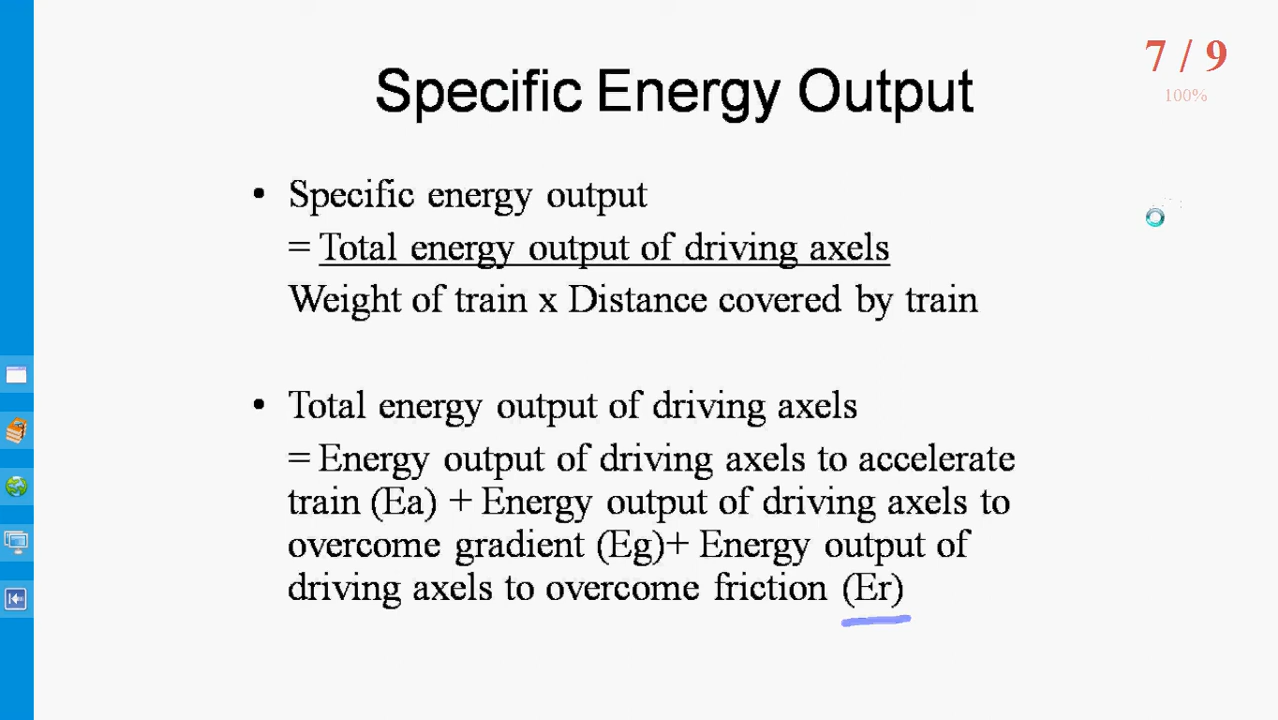 7 / 9
100%
Specific Energy Output
• Specific energy output
= Total energy output of driving axels
Weight of train x Distance covered by train
• Total energy output of driving axels
= Energy output of driving axels to accelerate
train (Ea) + Energy output of driving axels to
overcome gradient (Eg)+ Energy output of
driving axels to overcome friction (Er)